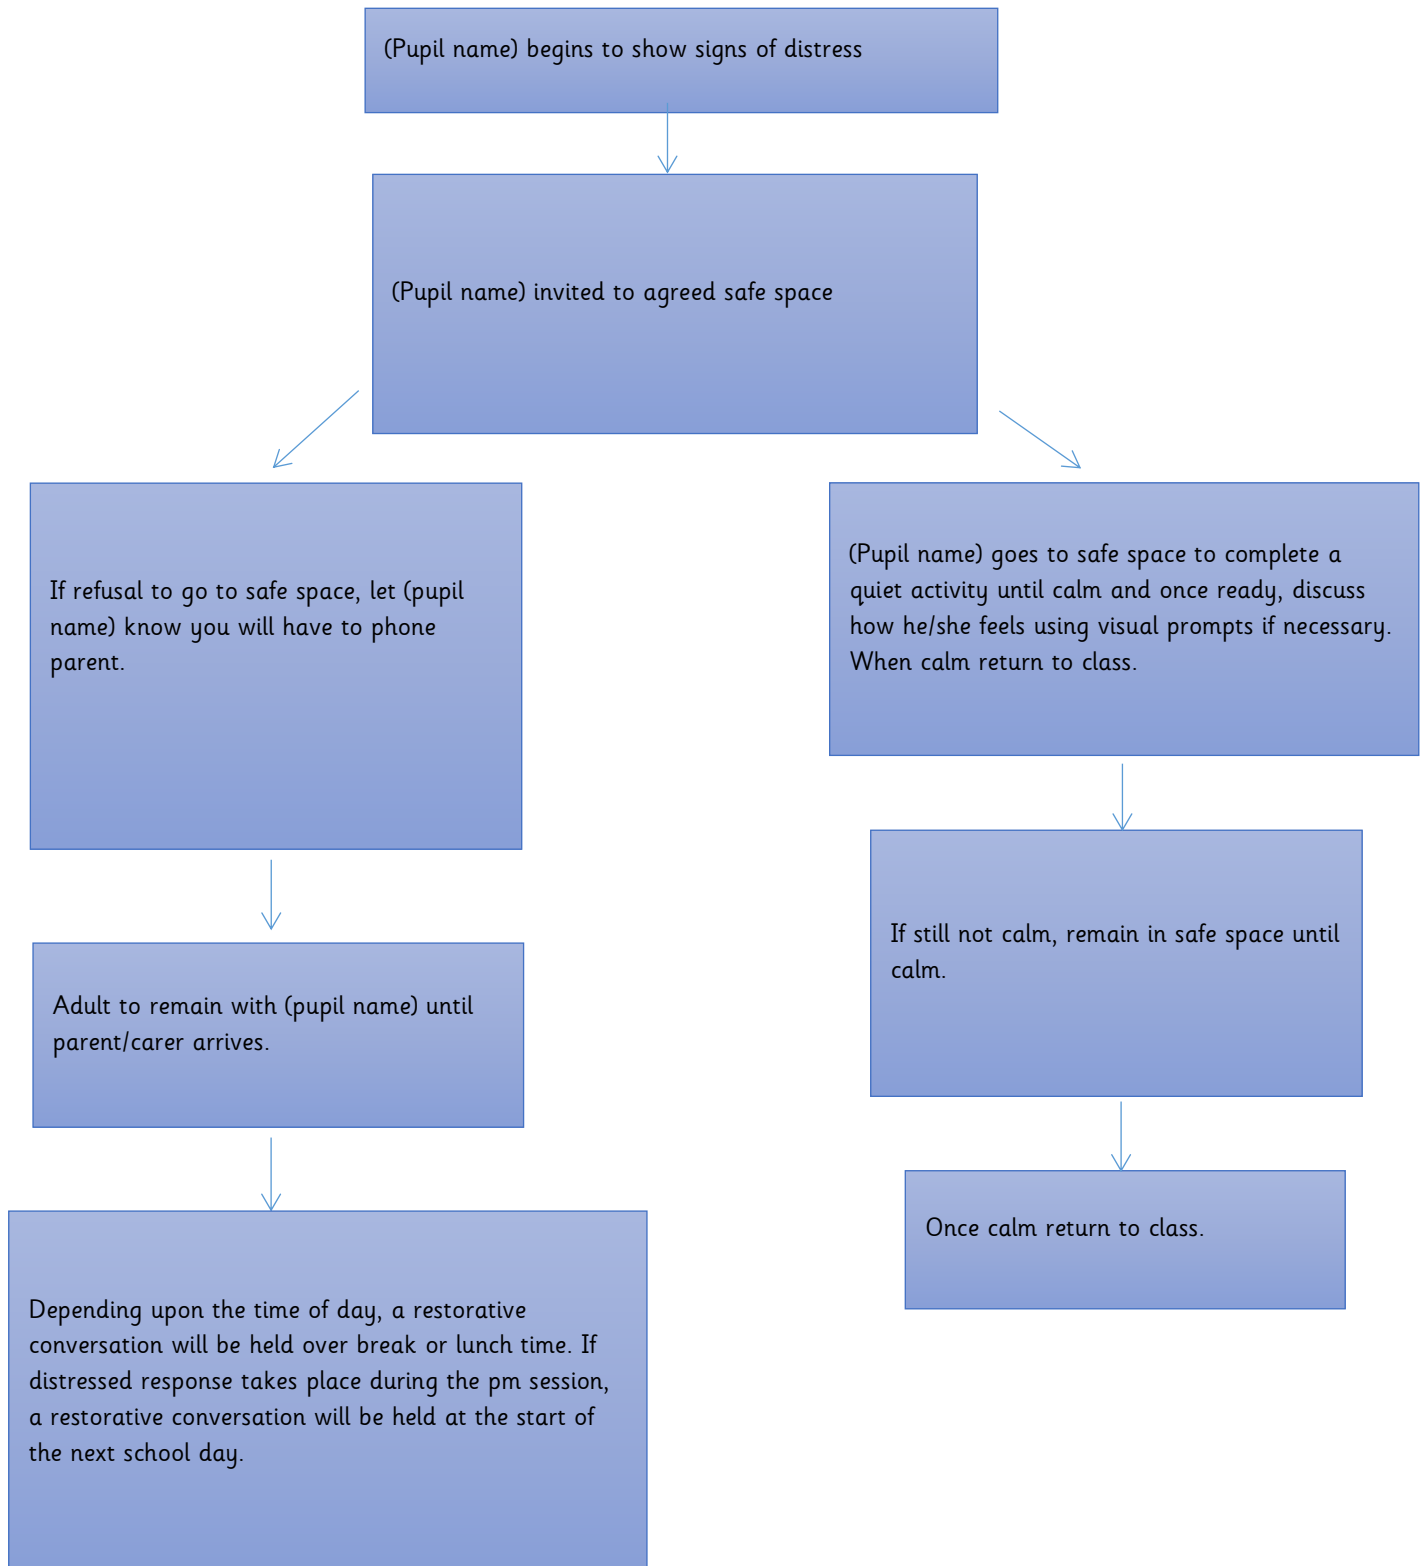 (Pupil name) begins to show signs of distress
(Pupil name) invited to agreed safe space
If refusal to go to safe space, let (pupil
name) know you will have to phone
parent.
(Pupil name) goes to safe space to complete a
quiet activity until calm and once ready, discuss
how he/she feels using visual prompts if necessary.
When calm return to class.
If still not calm, remain in safe space until
calm.
Adult to remain with (pupil name) until
parent/carer arrives.
Once calm return to class.
Depending upon the time of day, a restorative
conversation will be held over break or lunch time. If
distressed response takes place during the pm session,
a restorative conversation will be held at the start of
the next school day.